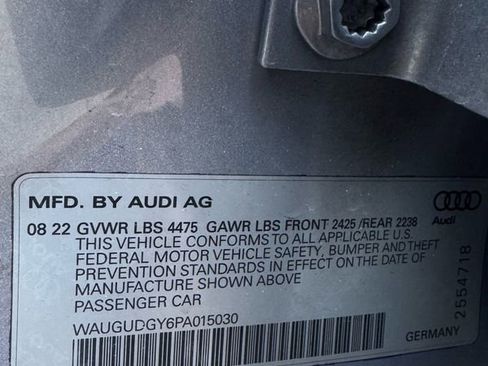 MFD. BY AUDI AG
08 22 GVWR LBS 4475 GAWR LBS FRONT 2425 /REAR 2238
THIS VEHICLE CONFORMS TO ALL APPLICABLE U.S.
FEDERAL MOTOR VEHICLE SAFETY, BUMPER AND THEFT
PREVENTION STANDARDS IN EFFECT ON THE DATE OF
MANUFACTURE SHOWN ABOVE
PASSENGER CAR
WAUGUDGY6PA015030
GERMANY
Audi
2554718